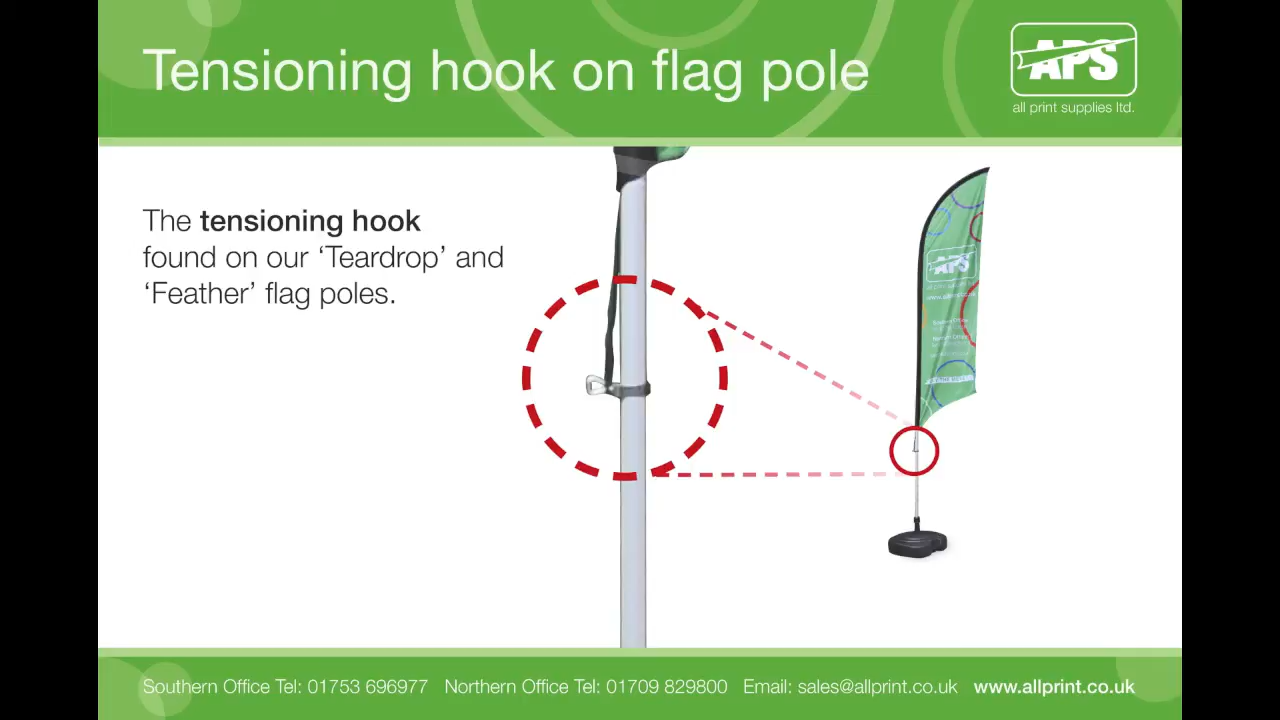 Tensioning hook on flag pole
APS
all print supplies ltd.
The tensioning hook
found on our ‘Teardrop’ and
‘Feather’ flag poles.
APS
Southern Office Tel: 01753 696977 Northern Office Tel: 01709 829800 Email: sales@allprint.co.uk www.allprint.co.uk